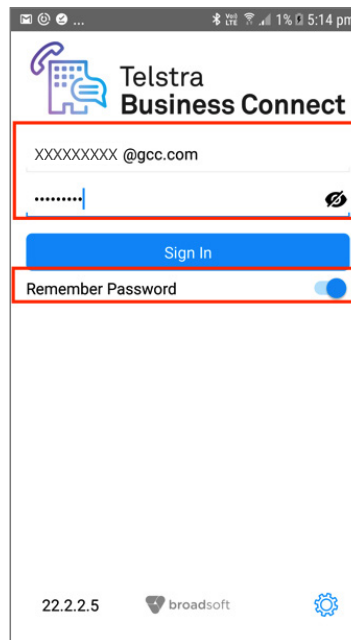 ... 1% 5:14 pm
Telstra
Business Connect
XXXXXXXXX @gcc.com
•••••••••
Sign In
Remember Password
22.2.2.5 broadsoft